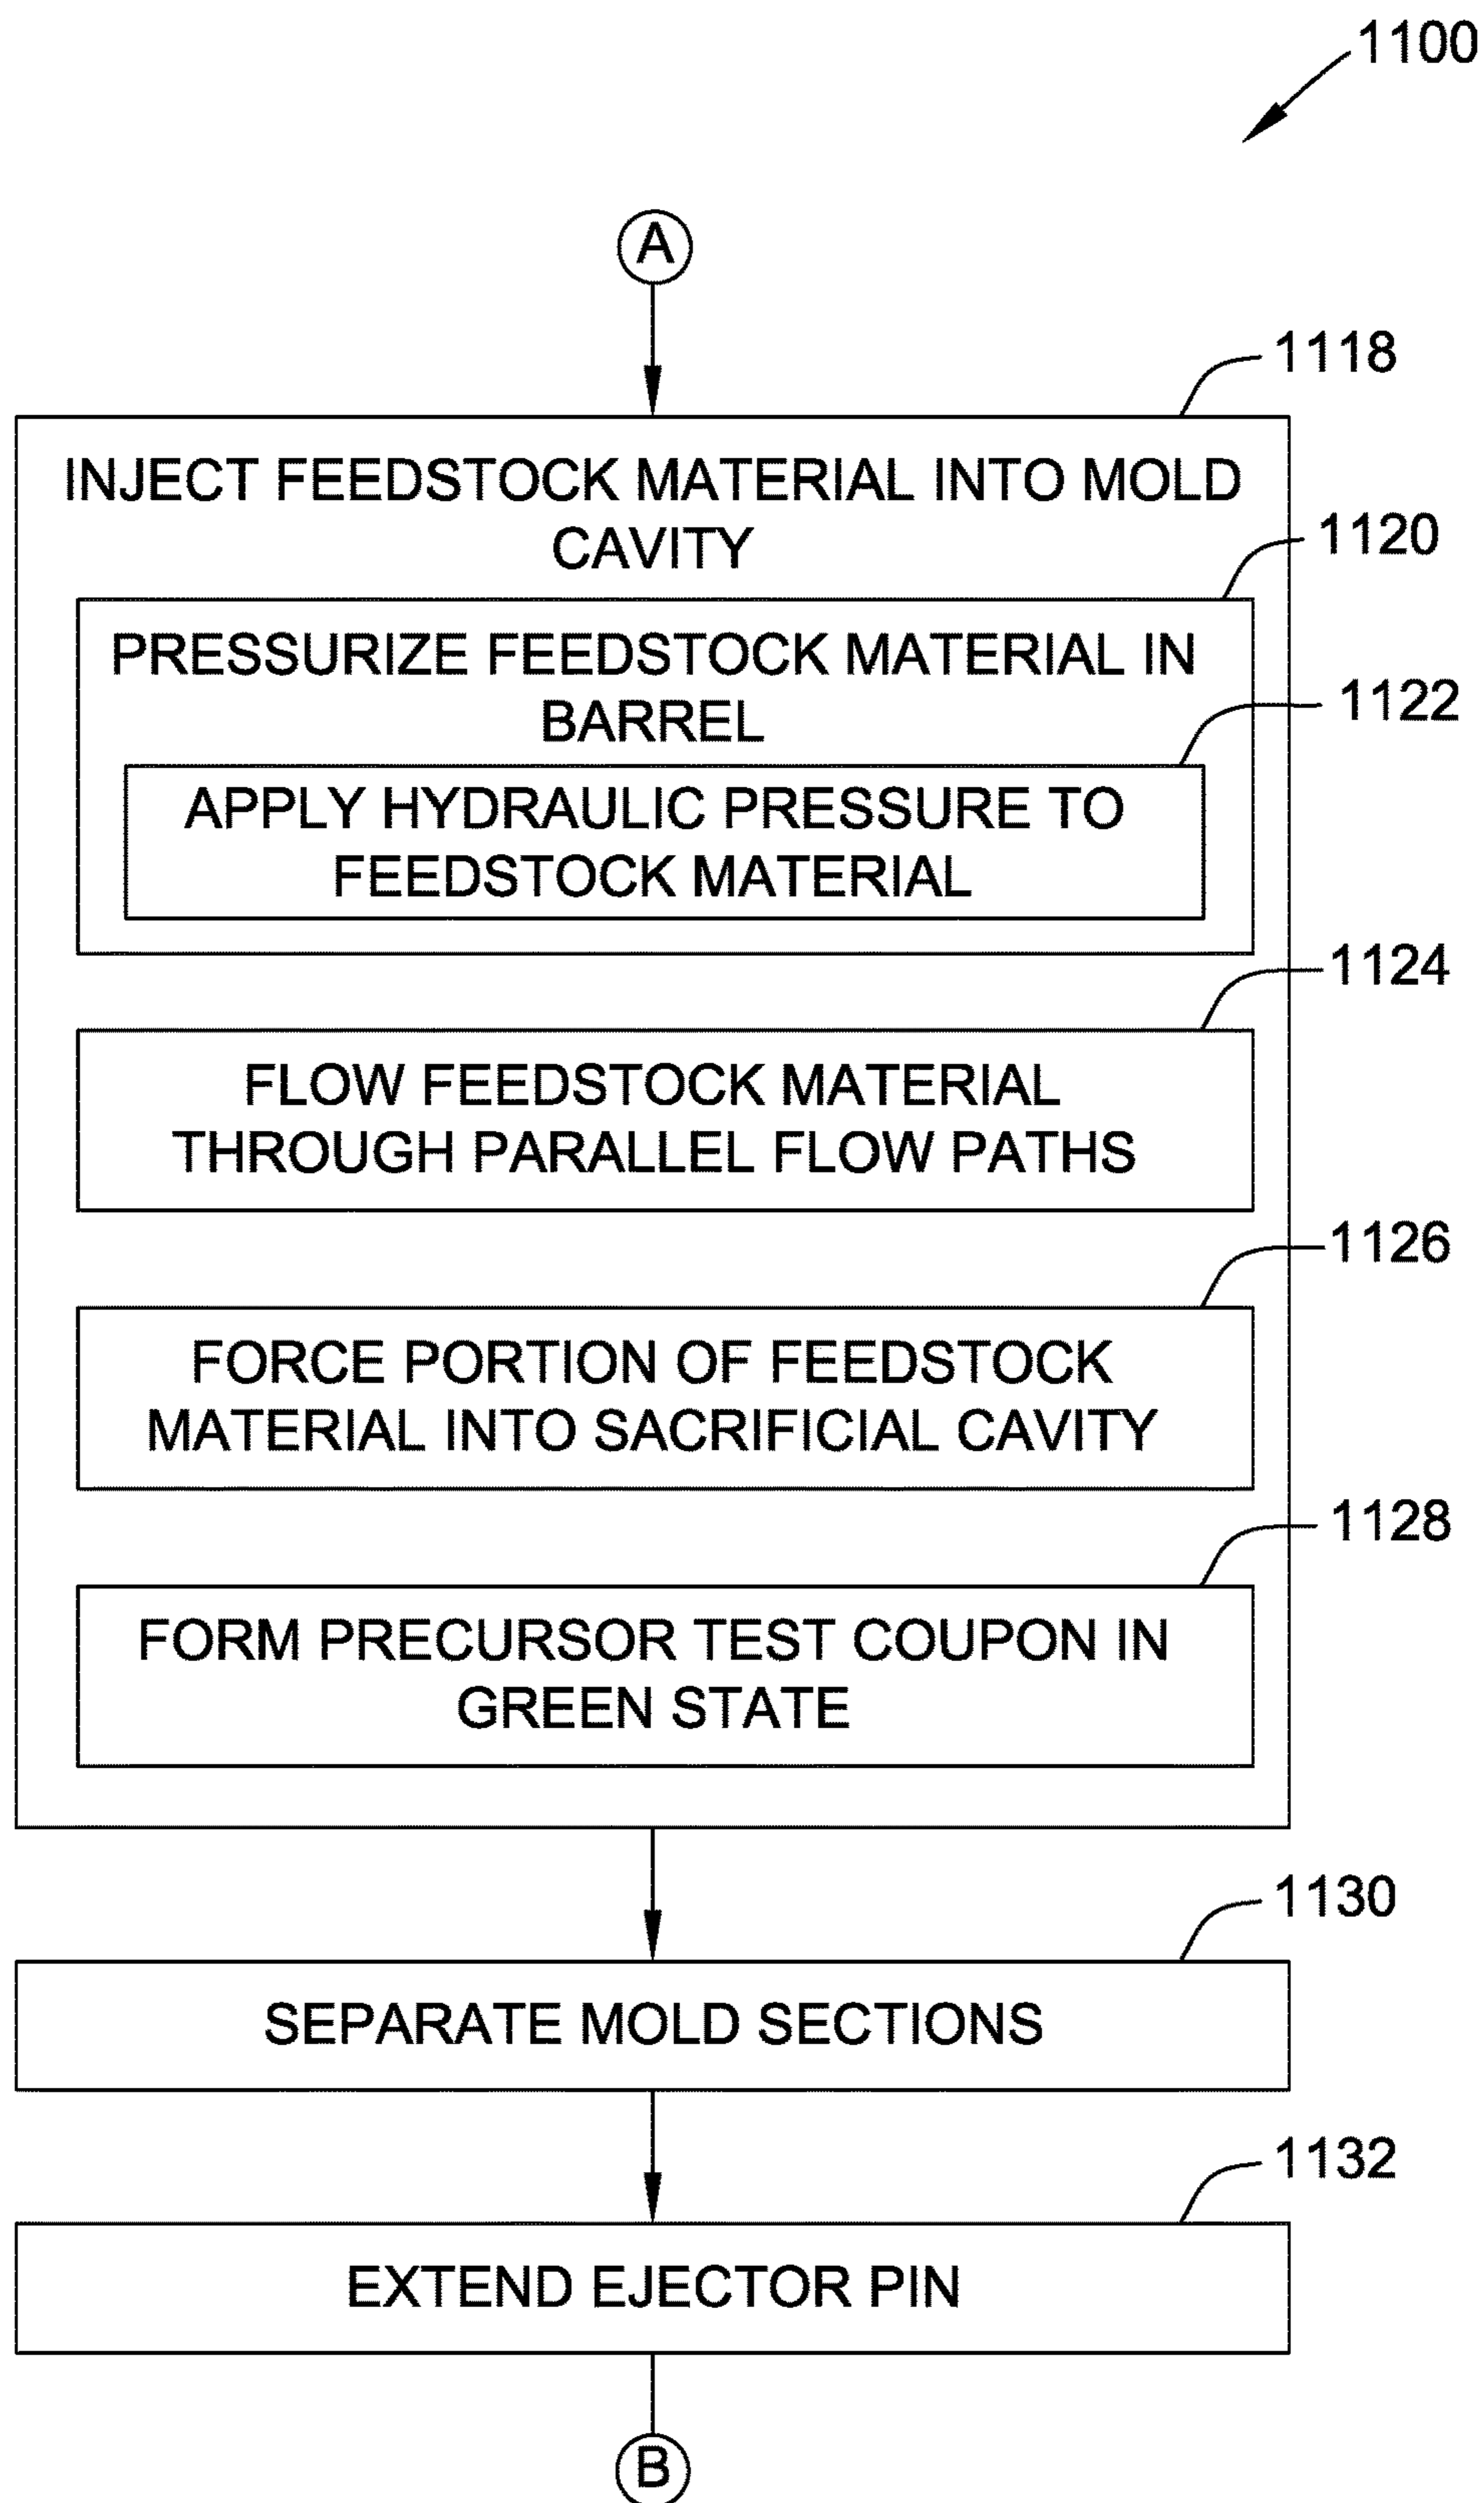 1100
A
1118
INJECT FEEDSTOCK MATERIAL INTO MOLD
CAVITY
1120
PRESSURIZE FEEDSTOCK MATERIAL IN
BARREL
1122
APPLY HYDRAULIC PRESSURE TO
FEEDSTOCK MATERIAL
1124
FLOW FEEDSTOCK MATERIAL
THROUGH PARALLEL FLOW PATHS
1126
FORCE PORTION OF FEEDSTOCK
MATERIAL INTO SACRIFICIAL CAVITY
1128
FORM PRECURSOR TEST COUPON IN
GREEN STATE
1130
SEPARATE MOLD SECTIONS
1132
EXTEND EJECTOR PIN
B